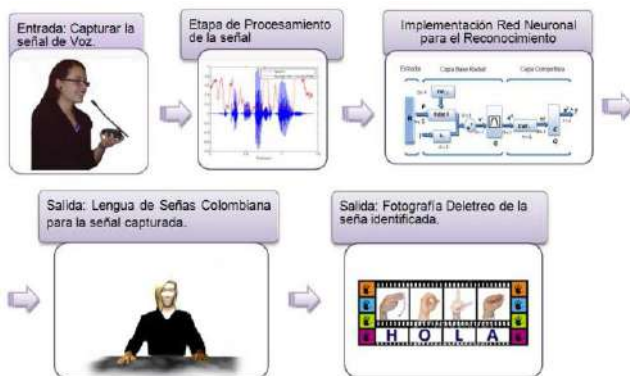 Entrada: Capturar la
señal de Voz.
Etapa de Procesamiento
de la señal
Implementación Red Neuronal
para el Reconocimiento
Entrada
Capa Base Radial
Capa Competitiva
Salida: Lengua de Señas Colombiana
para la señal capturada.
Salida: Fotografía Deletreo de la
seña identificada.
H O L A